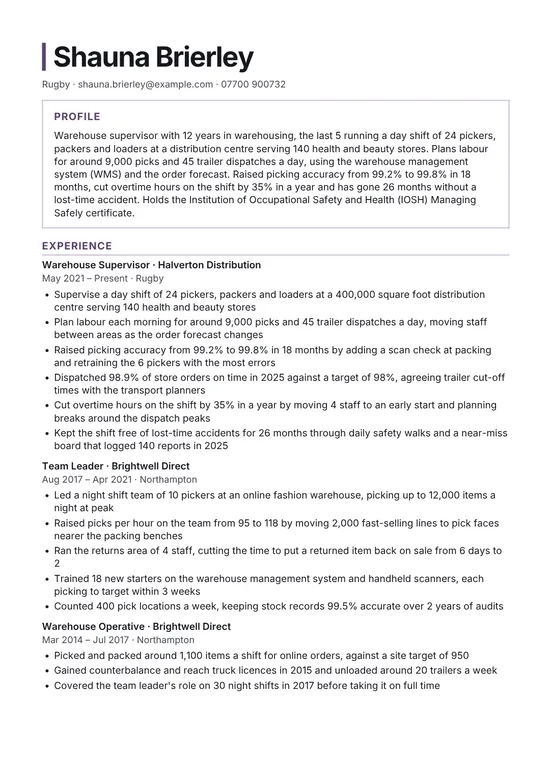 Shauna Brierley
Rugby · shauna.brierley@example.com · 07700 900732
PROFILE
Warehouse supervisor with 12 years in warehousing, the last 5 running a day shift of 24 pickers,
packers and loaders at a distribution centre serving 140 health and beauty stores. Plans labour
for around 9,000 picks and 45 trailer dispatches a day, using the warehouse management
system (WMS) and the order forecast. Raised picking accuracy from 99.2% to 99.8% in 18
months, cut overtime hours on the shift by 35% in a year and has gone 26 months without a
lost-time accident. Holds the Institution of Occupational Safety and Health (IOSH) Managing
Safely certificate.
EXPERIENCE
Warehouse Supervisor · Halverton Distribution
May 2021 – Present · Rugby
• Supervise a day shift of 24 pickers, packers and loaders at a 400,000 square foot distribution
centre serving 140 health and beauty stores
• Plan labour each morning for around 9,000 picks and 45 trailer dispatches a day, moving staff
between areas as the order forecast changes
• Raised picking accuracy from 99.2% to 99.8% in 18 months by adding a scan check at packing
and retraining the 6 pickers with the most errors
• Dispatched 98.9% of store orders on time in 2025 against a target of 98%, agreeing trailer cut-off
times with the transport planners
• Cut overtime hours on the shift by 35% in a year by moving 4 staff to an early start and planning
breaks around the dispatch peaks
• Kept the shift free of lost-time accidents for 26 months through daily safety walks and a near-miss
board that logged 140 reports in 2025
Team Leader · Brightwell Direct
Aug 2017 – Apr 2021 · Northampton
• Led a night shift team of 10 pickers at an online fashion warehouse, picking up to 12,000 items a
night at peak
• Raised picks per hour on the team from 95 to 118 by moving 2,000 fast-selling lines to pick faces
nearer the packing benches
• Ran the returns area of 4 staff, cutting the time to put a returned item back on sale from 6 days to
2
• Trained 18 new starters on the warehouse management system and handheld scanners, each
picking to target within 3 weeks
• Counted 400 pick locations a week, keeping stock records 99.5% accurate over 2 years of audits
Warehouse Operative · Brightwell Direct
Mar 2014 – Jul 2017 · Northampton
• Picked and packed around 1,100 items a shift for online orders, against a site target of 950
• Gained counterbalance and reach truck licences in 2015 and unloaded around 20 trailers a week
• Covered the team leader's role on 30 night shifts in 2017 before taking it on full time